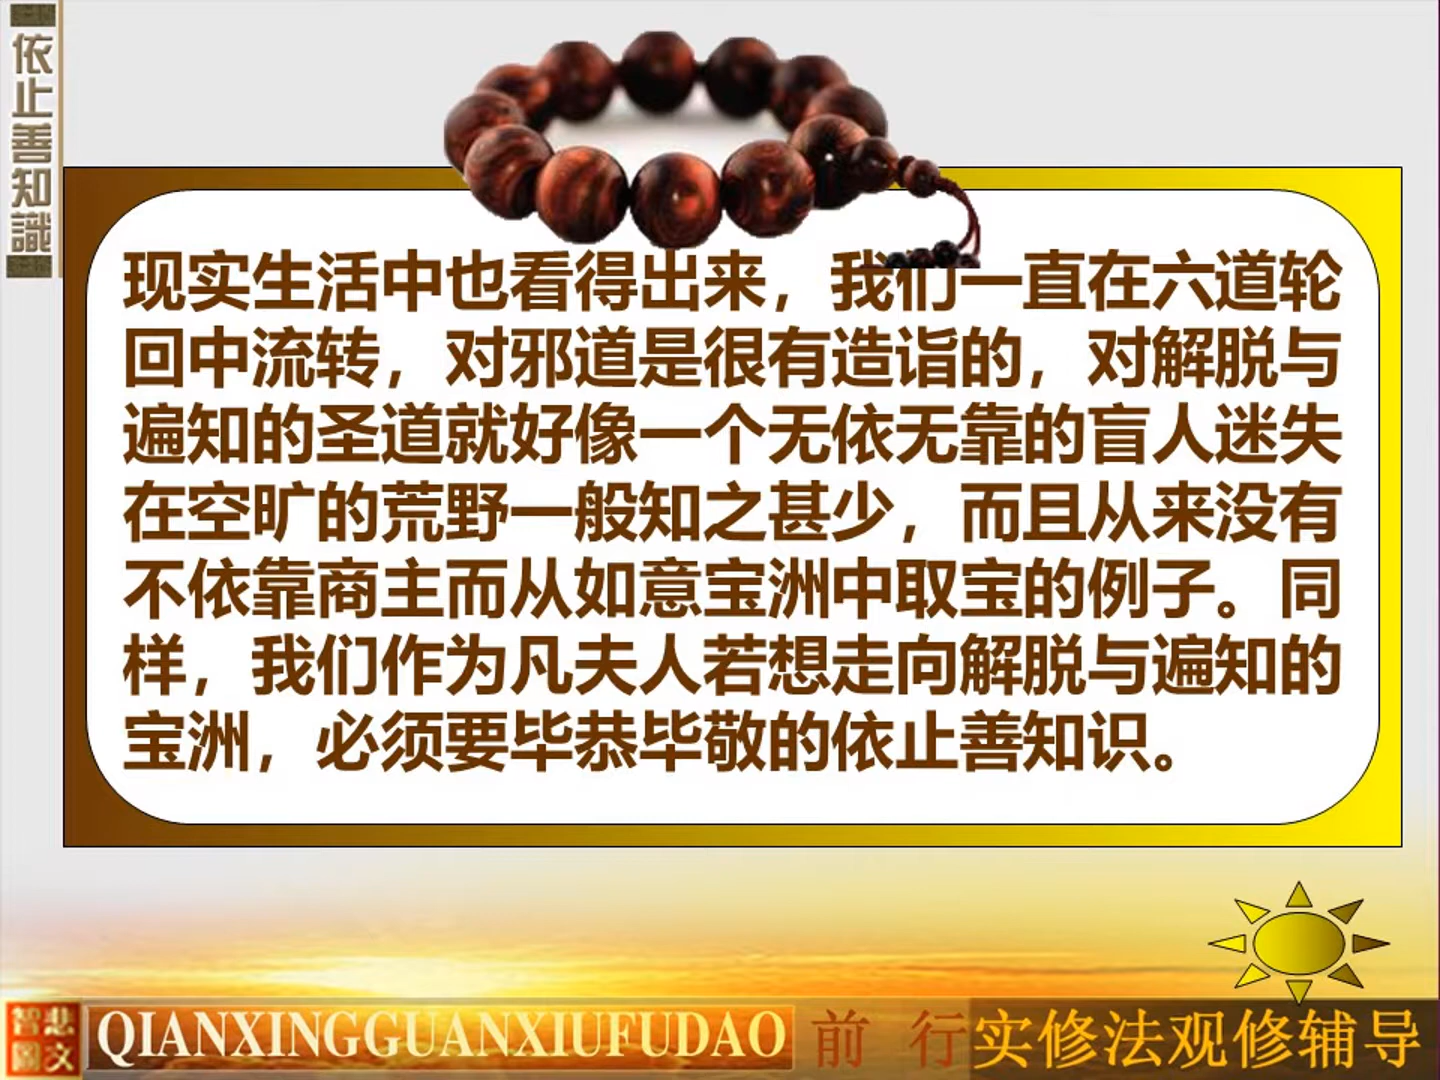 依止善知識
现实生活中也看得出来，我们一直在六道轮
回中流转，对邪道是很有造诣的，对解脱与
遍知的圣道就好像一个无依无靠的盲人迷失
在空旷的荒野一般知之甚少，而且从来没有
不依靠商主而从如意宝洲中取宝的例子。同
样，我们作为凡夫人若想走向解脱与遍知的
宝洲，必须要毕恭毕敬的依止善知识。
智悲
圖文
QIANXINGGUANXIUFUDAO 前 行实修法观修辅导